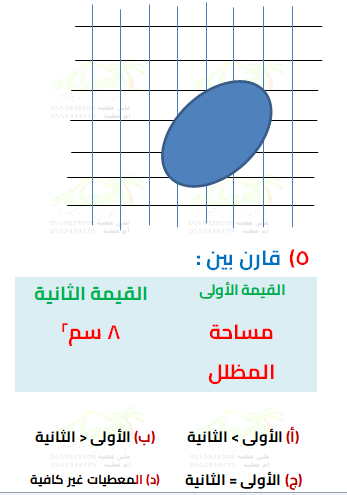 ٥) قارن بين :
القيمة الأولى
القيمة الثانية
مساحة المظلل
٨ سم٢
(أ) الأولى > الثانية
(ب) الأولى < الثانية
(ج) الأولى = الثانية
(د) المعطيات غير كافية